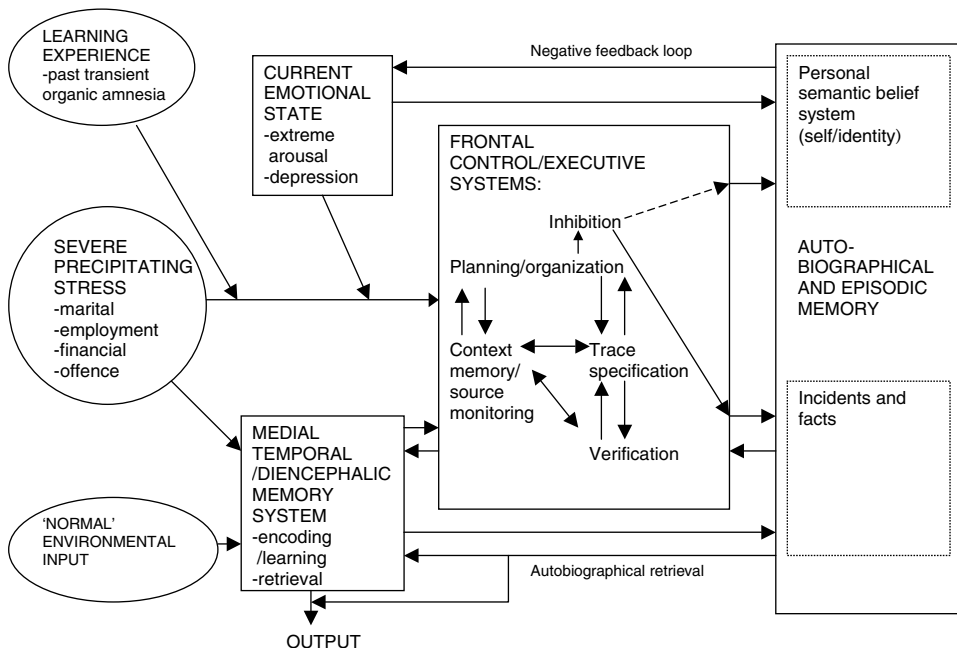 LEARNING
EXPERIENCE
-past transient
organic amnesia
CURRENT
EMOTIONAL
STATE
-extreme
arousal
-depression
Negative feedback loop
Personal
semantic belief
system
(self/identity)
FRONTAL
CONTROL/EXECUTIVE
SYSTEMS:
Inhibition
Planning/organization
Context
memory/
source
monitoring
Trace
specification
Verification
SEVERE
PRECIPITATING
STRESS
-marital
-employment
-financial
-offence
AUTO-
BIOGRAPHICAL
AND EPISODIC
MEMORY
Incidents and
facts
MEDIAL
TEMPORAL
/DIENCEPHALIC
MEMORY
SYSTEM
-encoding
/learning
-retrieval
'NORMAL'
ENVIRONMENTAL
INPUT
Autobiographical retrieval
OUTPUT